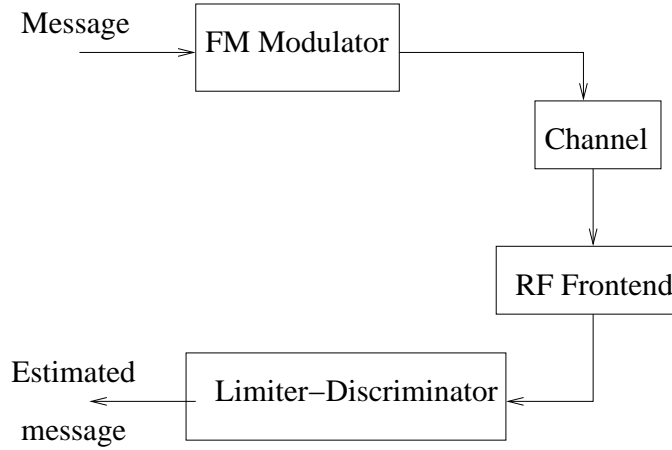 Message
FM Modulator
Channel
RF Frontend
Limiter−Discriminator
Estimated
message